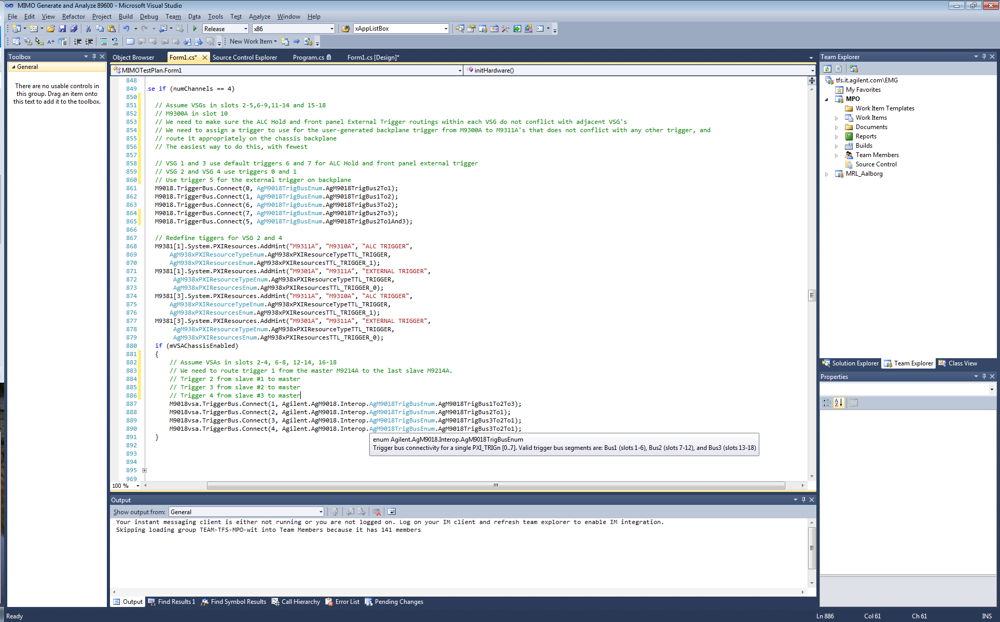 MIMO Generate and Analyze 89600 - Microsoft Visual Studio
File Edit View Refactor Project Build Debug Team Data Tools Test Analyze Window Help
Release x86 xAppListBox
New Work Item
Toolbox
General
There are no usable controls in
this group. Drag an item onto
this text to add it to the toolbox.
Object Browser Form1.cs* Source Control Explorer Program.cs Form1.cs [Design]*
MIMOTestPlan.Form1 initHardware()
848
849 .se if (numChannels == 4)
850
851 // Assume VSGs in slots 2-5,6-9,11-14 and 15-18
852 // M9300A in slot 10
853 // We need to make sure the ALC Hold and front panel External Trigger routings within each VSG do not conflict with adjacent VSG's
854 // We need to assign a trigger to use for the user-generated backplane trigger from M9300A to M9311A's that does not conflict with any other trigger, and
855 // route it appropriately on the chassis backplane
856 // The easiest way to do this, with fewest
857
858 // VSG 1 and 3 use default triggers 6 and 7 for ALC Hold and front panel external trigger
859 // VSG 2 and VSG 4 use triggers 0 and 1
860 // Use trigger 5 for the external trigger on backplane
861 M9018.TriggerBus.Connect(0, AgM9018TrigBusEnum.AgM9018TrigBus2To1);
862 M9018.TriggerBus.Connect(1, AgM9018TrigBusEnum.AgM9018TrigBus1To2);
863 M9018.TriggerBus.Connect(6, AgM9018TrigBusEnum.AgM9018TrigBus3To2);
864 M9018.TriggerBus.Connect(7, AgM9018TrigBusEnum.AgM9018TrigBus2To3);
865 M9018.TriggerBus.Connect(5, AgM9018TrigBusEnum.AgM9018TrigBus2To1And3);
866
867 // Redefine tiggers for VSG 2 and 4
868 M9381[1].System.PXIResources.AddHint("M9311A", "M9310A", "ALC TRIGGER",
869 AgM938xPXIResourceTypeEnum.AgM938xPXIResourceTypeTTL_TRIGGER,
870 AgM938xPXIResourcesEnum.AgM938xPXIResourcesTTL_TRIGGER_1);
871 M9381[1].System.PXIResources.AddHint("M9301A", "M9311A", "EXTERNAL TRIGGER",
872 AgM938xPXIResourceTypeEnum.AgM938xPXIResourceTypeTTL_TRIGGER,
873 AgM938xPXIResourcesEnum.AgM938xPXIResourcesTTL_TRIGGER_0);
874 M9381[3].System.PXIResources.AddHint("M9311A", "M9310A", "ALC TRIGGER",
875 AgM938xPXIResourceTypeEnum.AgM938xPXIResourceTypeTTL_TRIGGER,
876 AgM938xPXIResourcesEnum.AgM938xPXIResourcesTTL_TRIGGER_1);
877 M9381[3].System.PXIResources.AddHint("M9301A", "M9311A", "EXTERNAL TRIGGER",
878 AgM938xPXIResourceTypeEnum.AgM938xPXIResourceTypeTTL_TRIGGER,
879 AgM938xPXIResourcesEnum.AgM938xPXIResourcesTTL_TRIGGER_0);
880 if (mVSAChassisEnabled)
881 {
882 // Assume VSAs in slots 2-4, 6-8, 12-14, 16-18
883 // We need to route trigger 1 from the master M9214A to the last slave M9214A.
884 // Trigger 2 from slave #1 to master
885 // Trigger 3 from slave #2 to master
886 // Trigger 4 from slave #3 to master
887 M9018vsa.TriggerBus.Connect(1, Agilent.AgM9018.Interop.AgM9018TrigBusEnum.AgM9018TrigBus1To2To3);
888 M9018vsa.TriggerBus.Connect(2, Agilent.AgM9018.Interop.AgM9018TrigBusEnum.AgM9018TrigBus2To1);
889 M9018vsa.TriggerBus.Connect(3, Agilent.AgM9018.Interop.AgM9018TrigBusEnum.AgM9018TrigBus3To2To1);
890 M9018vsa.TriggerBus.Connect(4, Agilent.AgM9018.Interop.AgM9018TrigBusEnum.AgM9018TrigBus3To2To1);
891 }
enum Agilent.AgM9018.Interop.AgM9018TrigBusEnum
Trigger bus connectivity for a single PXI_TRIGn [0..7]. Valid trigger bus segments are: Bus1 (slots 1-6), Bus2 (slots 7-12), and Bus3 (slots 13-18)
892
893
894
895
969
100 %
Output
Show output from: General
Your instant messaging client is either not running or you are not logged on. Log on your IM client and refresh team explorer to enable IM integration.
Skipping loading group TEAM-TFS-MPO-wit into Team Members because it has 141 members
Output Find Results 1 Find Symbol Results Call Hierarchy Error List Pending Changes
Team Explorer
tfs.it.agilent.com\EMG
My Favorites
MPO
Work Item Templates
Work Items
Documents
Reports
Builds
Team Members
Source Control
MRL_Aalborg
Solution Explorer Team Explorer Class View
Properties
Ready Ln 886 Col 61 Ch 61 INS